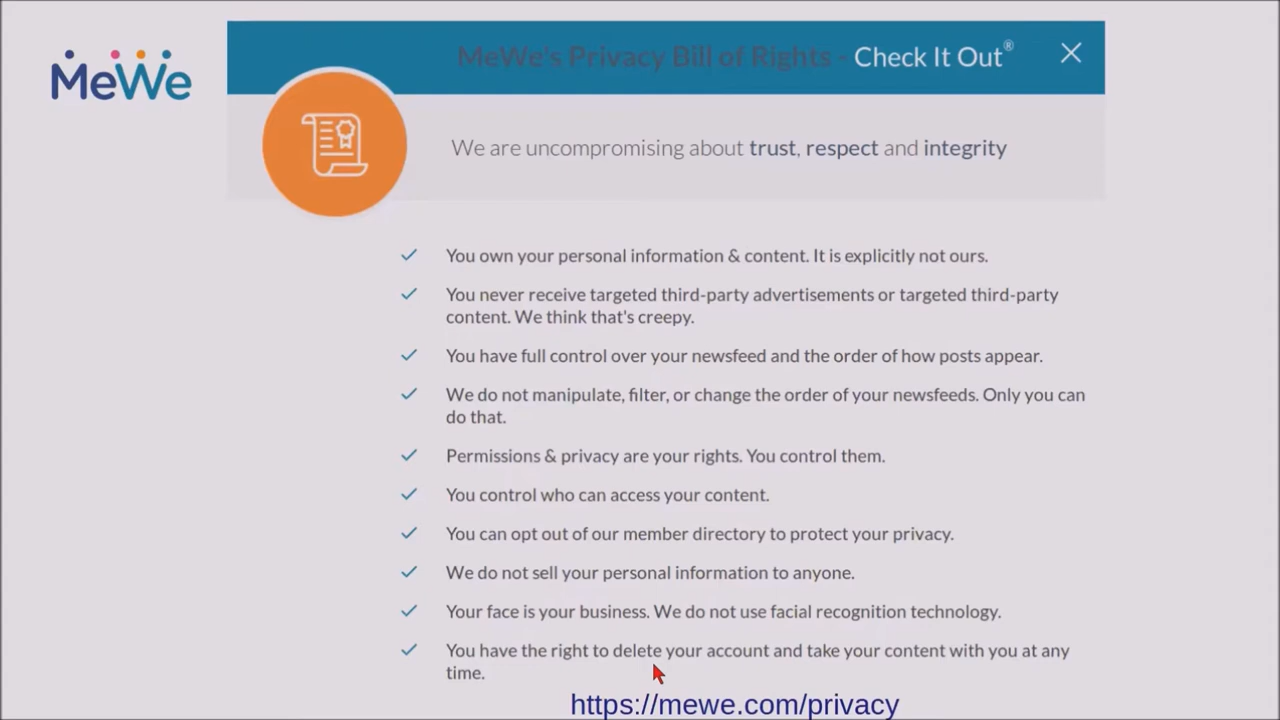 MeWe
MeWe's Privacy Bill of Rights - Check It Out®
We are uncompromising about trust, respect and integrity
You own your personal information & content. It is explicitly not ours.
You never receive targeted third-party advertisements or targeted third-party
content. We think that's creepy.
You have full control over your newsfeed and the order of how posts appear.
We do not manipulate, filter, or change the order of your newsfeeds. Only you can
do that.
Permissions & privacy are your rights. You control them.
You control who can access your content.
You can opt out of our member directory to protect your privacy.
We do not sell your personal information to anyone.
Your face is your business. We do not use facial recognition technology.
You have the right to delete your account and take your content with you at any
time.
https://mewe.com/privacy